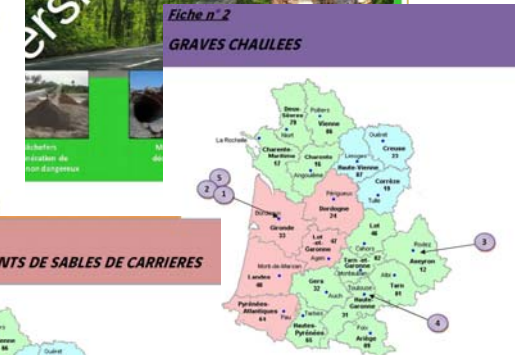 Fiche n° 2
GRAVES CHAULEES
Deux-Sèvres
79
Poitiers
Vienne
86
Niort
La Rochelle
Charente-Maritime
17
Charente
16
Angoulême
Guéret
Creuse
23
Limoges
Haute-Vienne
87
Corrèze
19
Tulle
Périgueux
Dordogne
24
Gironde
33
Lot
46
Cahors
Lot
et
Garonne
47
Agen
Rodez
Aveyron
12
Tarn et
Garonne
82
Montauban
Albi
Tarn
81
Mont-de-Marsan
Landes
40
Gers
32
Auch
Toulouse
Haute-Garonne
31
Pyrénées-Atlantiques
64
Pau
Tarbes
Hautes-Pyrénées
65
Foix
Ariège
09
5
2
1
3
4
NTS DE SABLES DE CARRIERES
Guéret